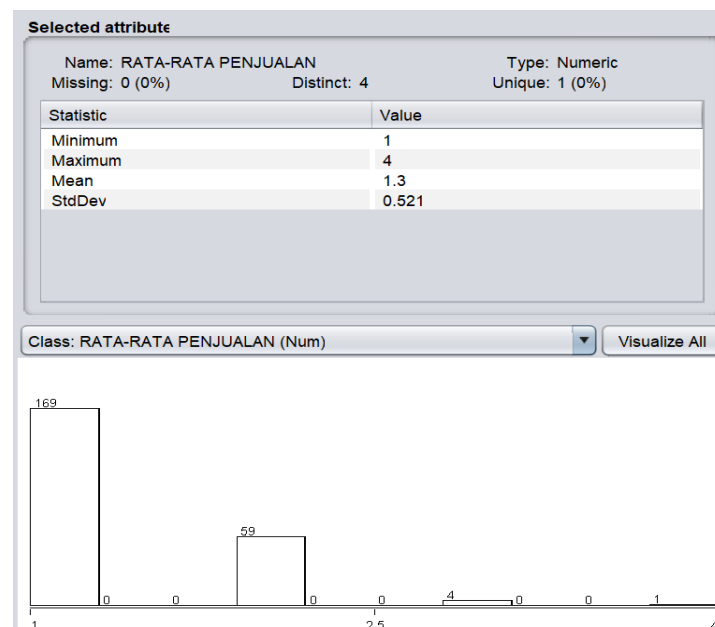 Selected attribute
Name: RATA-RATA PENJUALAN Type: Numeric
Missing: 0 (0%) Distinct: 4 Unique: 1 (0%)
Statistic Value
Minimum 1
Maximum 4
Mean 1.3
StdDev 0.521
Class: RATA-RATA PENJUALAN (Num) Visualize All
169
59
0 0 0 0 4 0 0 1
1 2.5 4